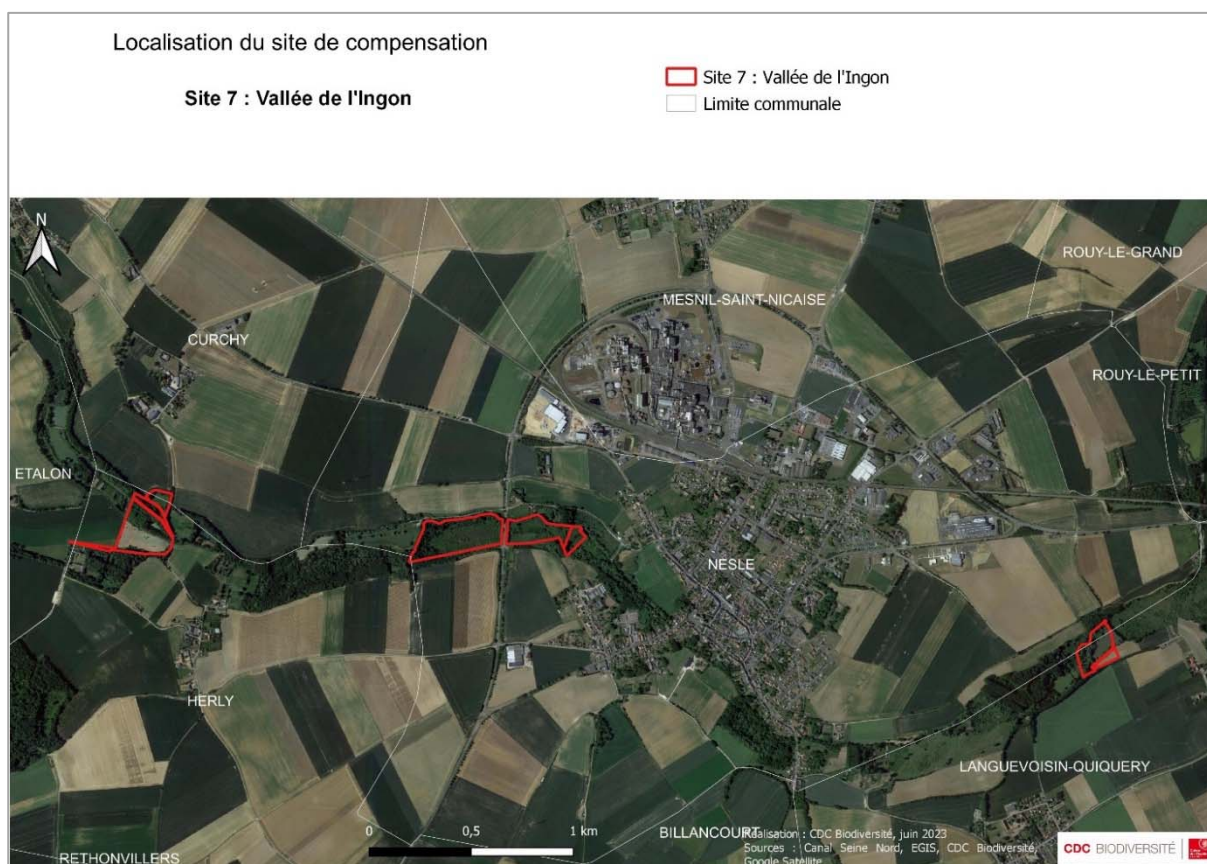 Localisation du site de compensation
Site 7 : Vallée de l'Ingon
Site 7 : Vallée de l'Ingon
Limite communale
N
ROUY-LE-GRAND
MESNIL-SAINT-NICAISE
CURCHY
ROUY-LE-PETIT
ETALON
NESLE
HERLY
LANGUEVOISIN-QUIQUERY
0 0,5 1 km
BILLANCOURT
Réalisation : CDC Biodiversité, juin 2023
Sources : Canal Seine Nord, EGIS, CDC Biodiversité,
Google Satellite
RETHONVILLERS
CDC BIODIVERSITÉ